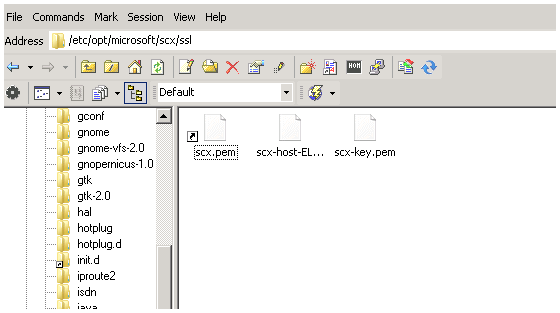 File Commands Mark Session View Help
Address /etc/opt/microsoft/scx/ssl
Default
gconf
gnome
gnome-vfs-2.0
gnopernicus-1.0
gtk
gtk-2.0
hal
hotplug
hotplug.d
init.d
iproute2
isdn
java
scx.pem scx-host-EL... scx-key.pem